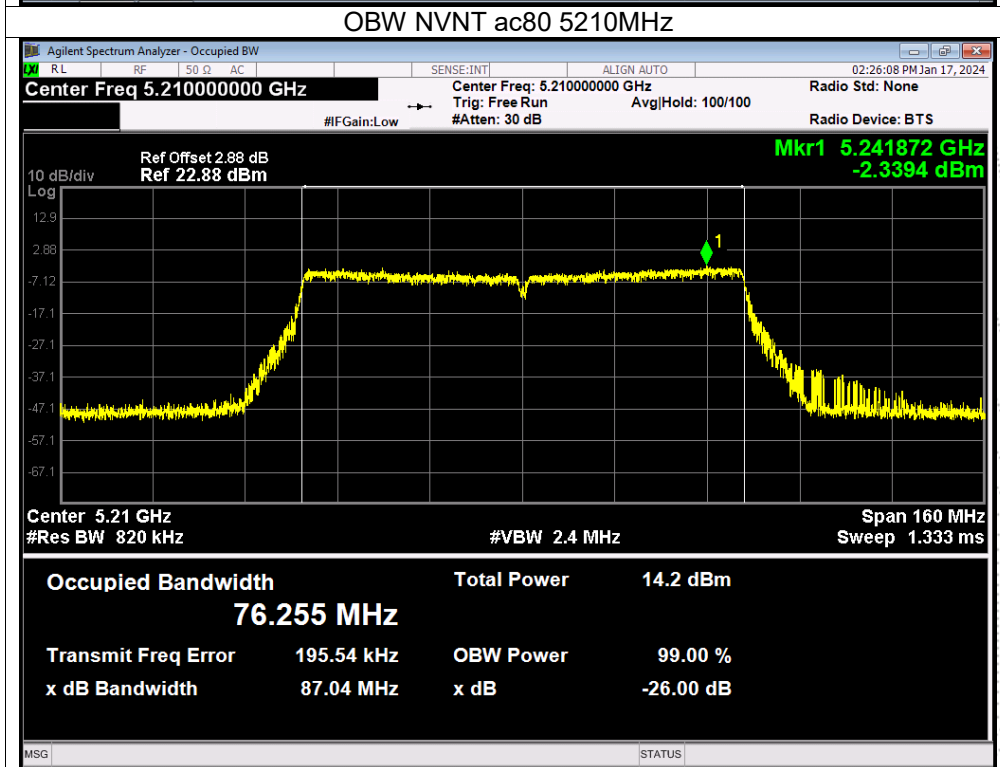 OBW NVNT ac80 5210MHz
Agilent Spectrum Analyzer - Occupied BW
LXI RL RF 50 Ω AC SENSE:INT ALIGN AUTO 02:26:08 PM Jan 17, 2024
Center Freq 5.210000000 GHz Center Freq: 5.210000000 GHz Radio Std: None
Trig: Free Run Avg|Hold: 100/100
#IFGain:Low #Atten: 30 dB Radio Device: BTS
Ref Offset 2.88 dB Mkr1 5.241872 GHz
10 dB/div Ref 22.88 dBm -2.3394 dBm
Log
12.9
2.88
-7.12
-17.1
-27.1
-37.1
-47.1
-57.1
-67.1
1
Center 5.21 GHz Span 160 MHz
#Res BW 820 kHz #VBW 2.4 MHz Sweep 1.333 ms
Occupied Bandwidth Total Power 14.2 dBm
76.255 MHz
Transmit Freq Error 195.54 kHz OBW Power 99.00 %
x dB Bandwidth 87.04 MHz x dB -26.00 dB
MSG STATUS